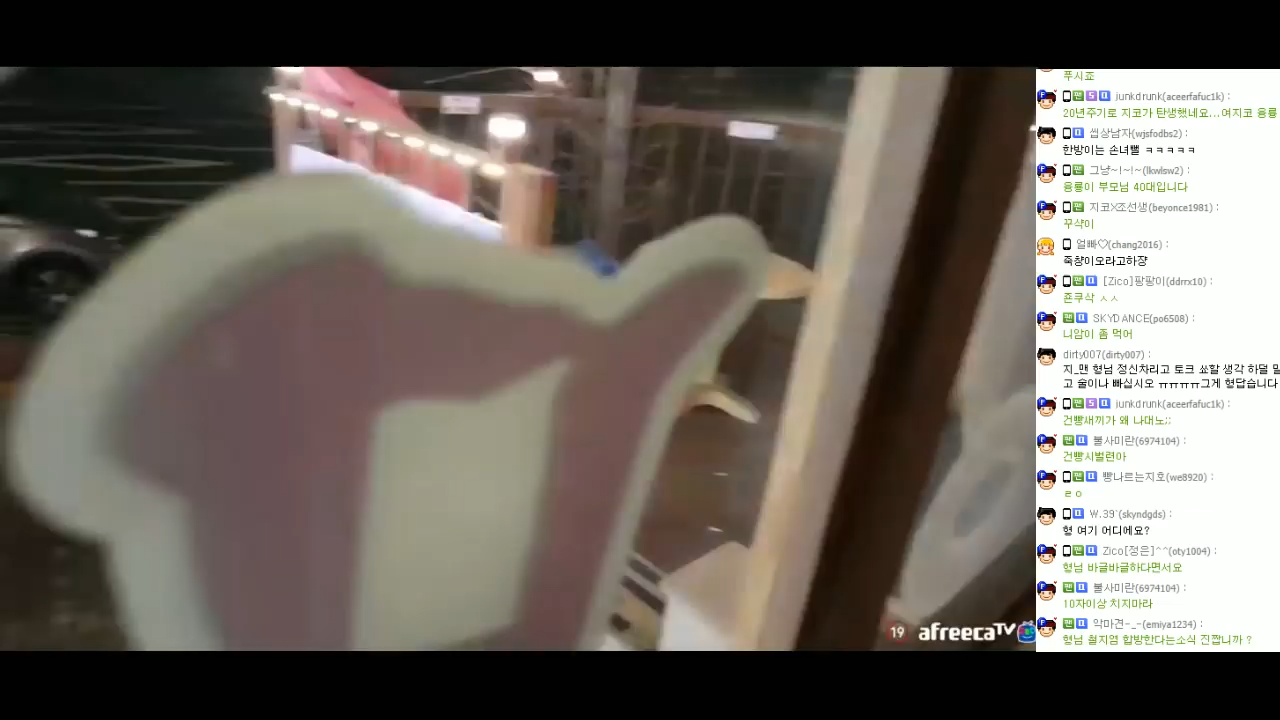 푸시죠
junkdrunk(aceerfafuc1k) :
20년주기로 지코가 탄생했네요...여지코 융룡
씹상남자(wjsfodbs2) :
한방이는 손녀뻘 ㅋㅋㅋㅋㅋ
그냥~!~!~(lkwlsw2) :
융룡이 부모님 40대입니다
지코X조선생(beyonce1981) :
꾸샥이
얼빠♡(chang2016) :
죽창이오라고하쟝
[Zico]팡팡이(ddrrx10) :
죤쿠삭 ㅅㅅ
SKYDANCE(po6508) :
니암이 좀 먹어
dirty007(dirty007) :
지_맨 형님 정신차리고 토크 쑈할 생각 하덜 말
고 술이나 빠십시오 ㅠㅠㅠㅠ그게 형답습니다
junkdrunk(aceerfafuc1k) :
건빵새끼가 왜 나대노;;
불사미란(6974104) :
건빵시벌련아
빵나르는지호(we8920) :
ㄹㅇ
W.39`(skyndgds) :
형 여기 어디에요?
Zico[정은]^^(oty1004) :
형님 바글바글하다면서요
불사미란(6974104) :
10자이상 치지마라
악마견-_-(emiya1234) :
형님 철지엽 합방한다는소식 진짭니까 ?
19 afreecaTV